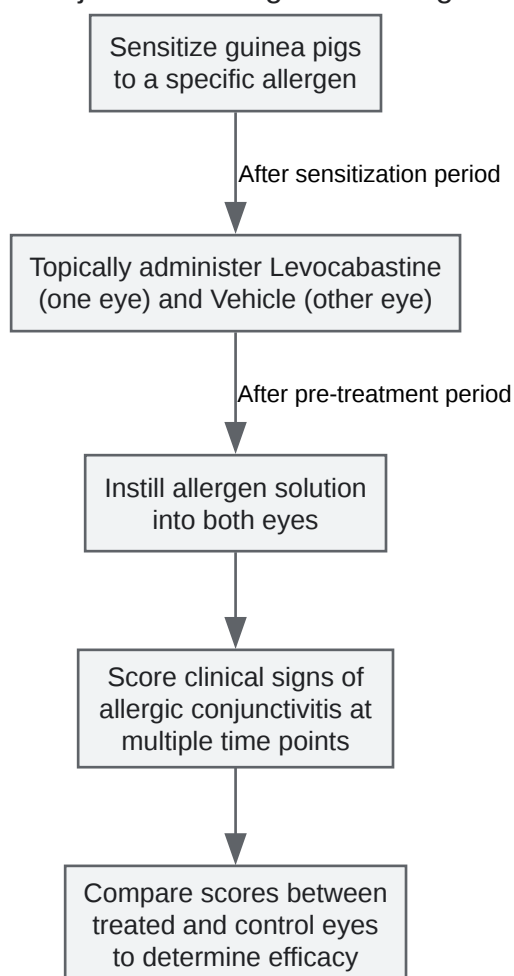 Sensitize guinea pigs
to a specific allergen
After sensitization period
Topically administer Levocabastine
(one eye) and Vehicle (other eye)
After pre-treatment period
Instill allergen solution
into both eyes
Score clinical signs of
allergic conjunctivitis at
multiple time points
Compare scores between
treated and control eyes
to determine efficacy